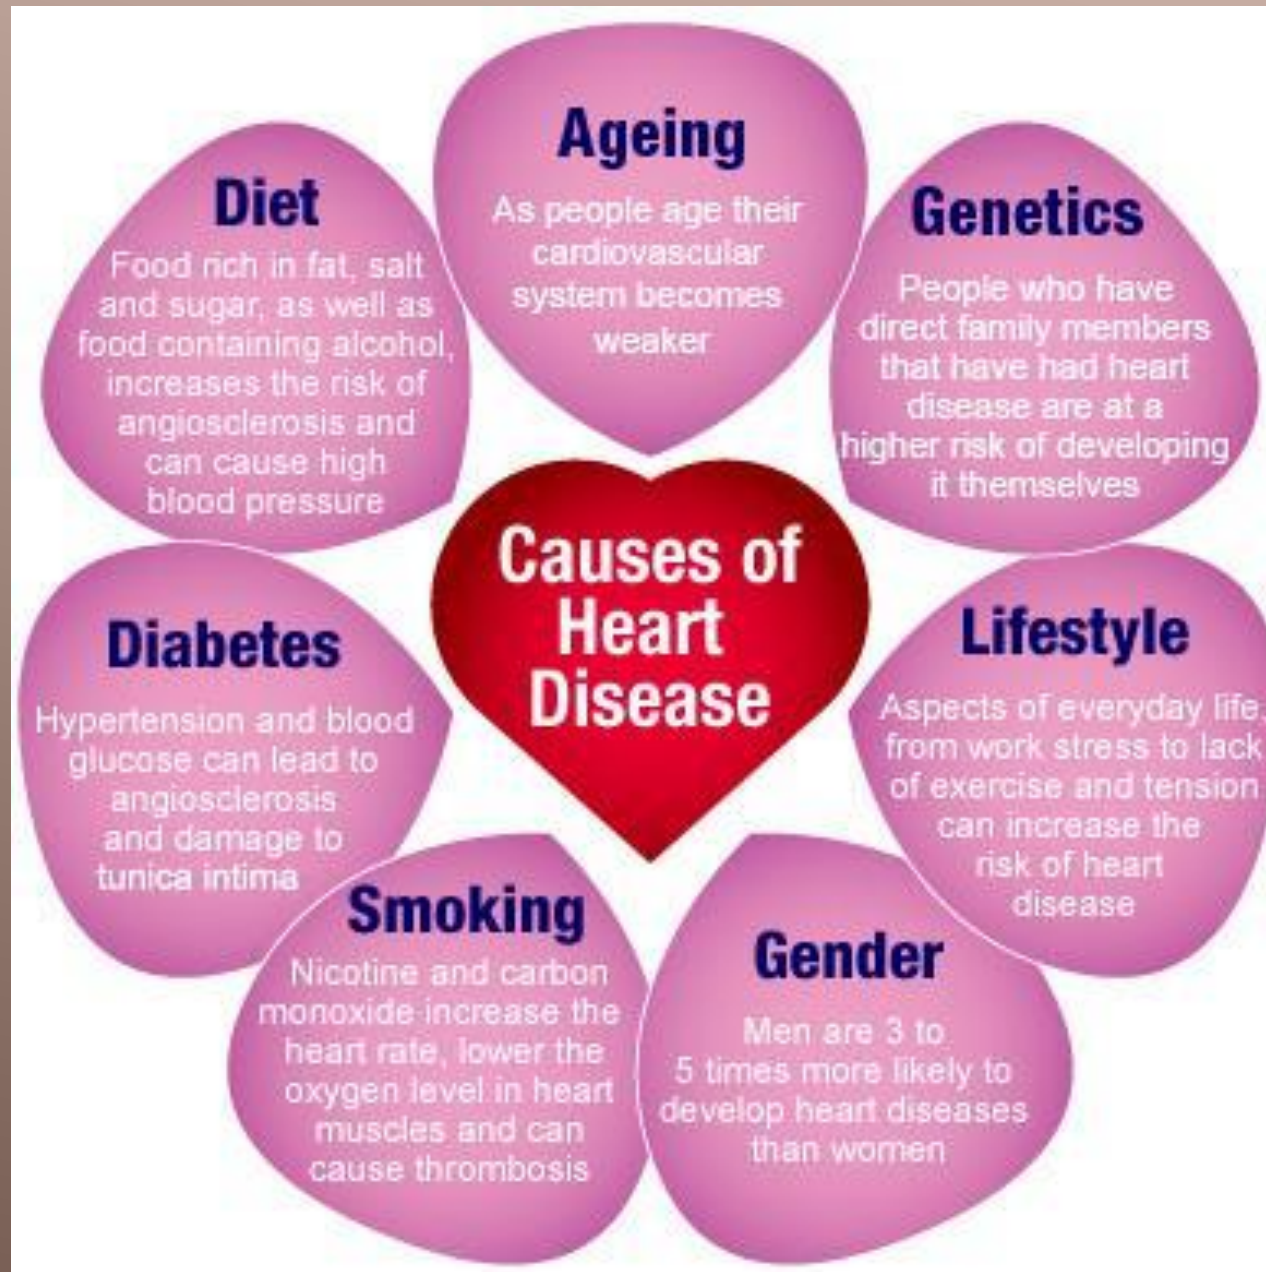 Ageing
As people age their
cardiovascular
system becomes
weaker
Genetics
People who have
direct family members
that have had heart
disease are at a
higher risk of developing
it themselves
Lifestyle
Aspects of everyday life,
from work stress to lack
of exercise and tension
can increase the
risk of heart
disease
Gender
Men are 3 to
5 times more likely to
develop heart diseases
than women
Smoking
Nicotine and carbon
monoxide increase the
heart rate, lower the
oxygen level in heart
muscles and can
cause thrombosis
Diabetes
Hypertension and blood
glucose can lead to
angiosclerosis
and damage to
tunica intima
Diet
Food rich in fat, salt
and sugar, as well as
food containing alcohol,
increases the risk of
angiosclerosis and
can cause high
blood pressure
Causes of
Heart
Disease